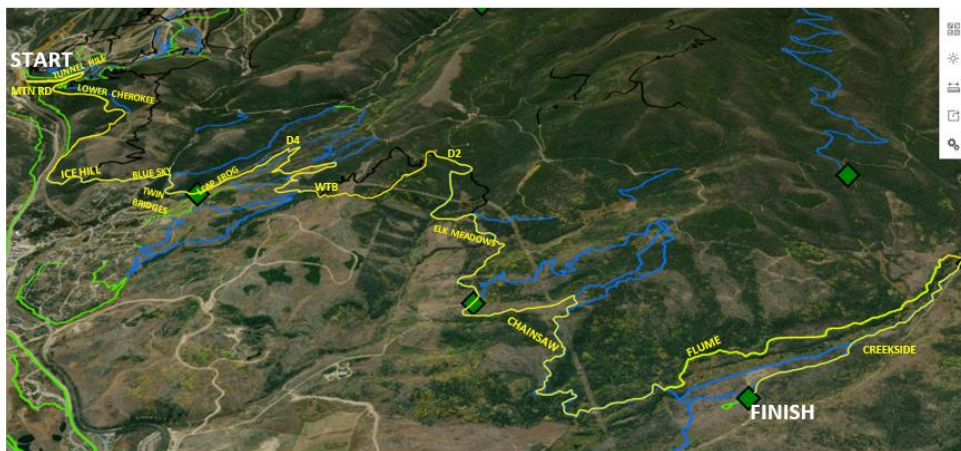 START
TUNNEL HILL
MTN RD
LOWER CHEROKEE
ICE HILL
BLUE SKY
TWIN
BRIDGES
LEAP FROG
D4
WTB
D2
ELK MEADOWS
CHAINSAW
FLUME
CREEKSIDE
FINISH